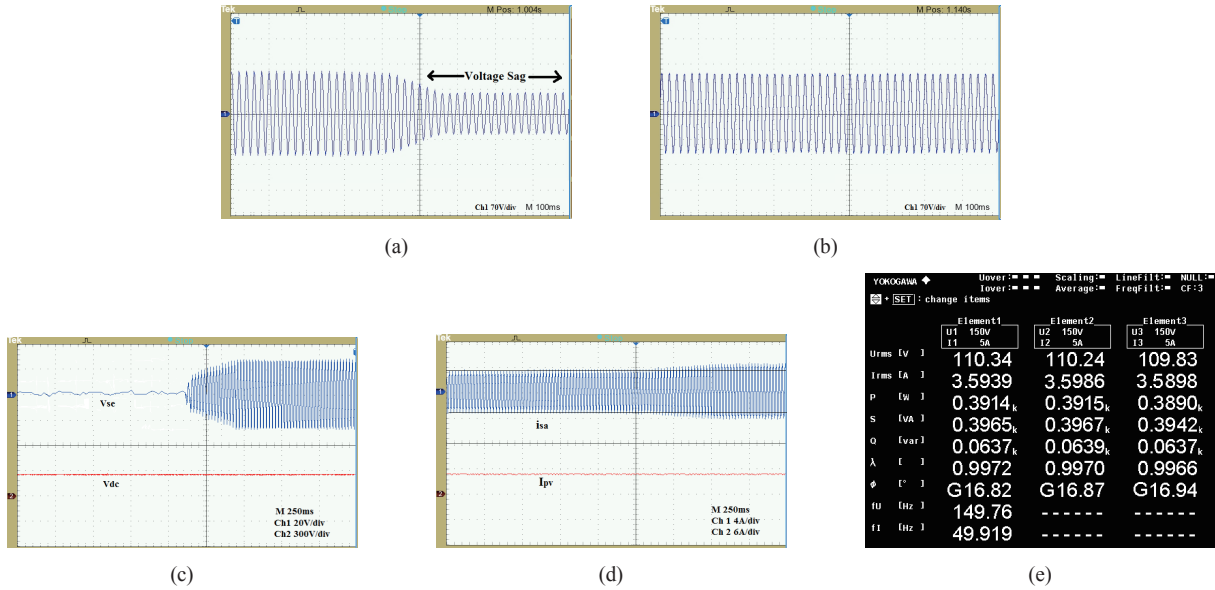 Tek M Pos: 1.004s
T
Voltage Sag
1
Ch1 70V/div M 100ms
(a)
Tek M Pos: 1.140s
T
1
Ch1 70V/div M 100ms
(b)
1
Vse
Vdc
2
M 250ms
Ch1 20V/div
Ch2 300V/div
(c)
1
isa
Ipv
2
M 250ms
Ch 1 4A/div
Ch 2 6A/div
(d)
YOKOGAWA Uover: Scaling: LineFilt: NULL:
Iover: Average: FreqFilt: CF:3
+ SET : change items
Element1 Element2 Element3
U1 150V U2 150V U3 150V
I1 5A I2 5A I3 5A
Urms [V ] 110.34 110.24 109.83
Irms [A ] 3.5939 3.5986 3.5898
P [W ] 0.3914k 0.3915k 0.3890k
S [VA ] 0.3965k 0.3967k 0.3942k
Q [var] 0.0637k 0.0639k 0.0637k
λ [ ] 0.9972 0.9970 0.9966
ϕ [° ] G16.82 G16.87 G16.94
fU [Hz ] 149.76 ------ ------
fI [Hz ] 49.919 ------ ------
(e)